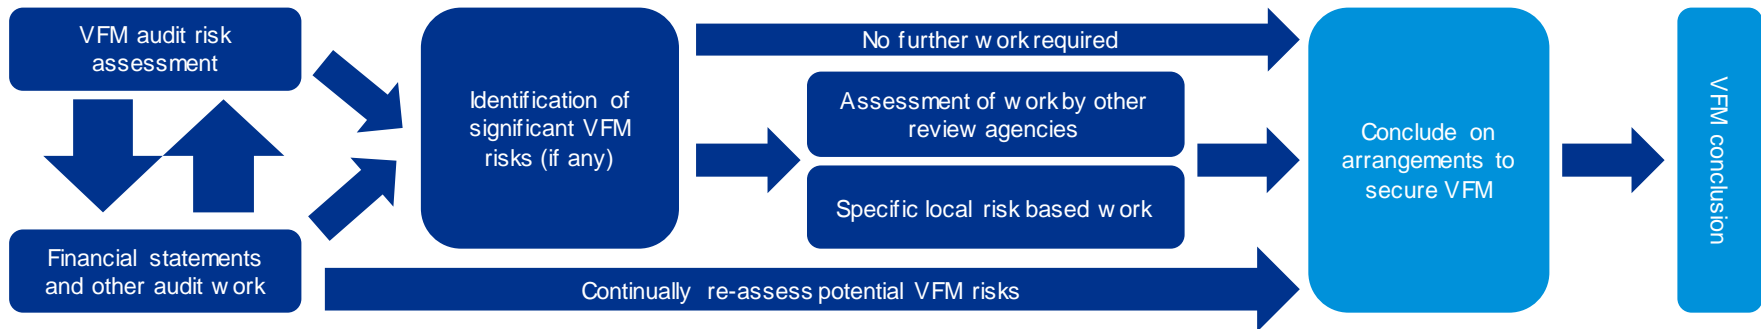 VFM audit risk
assessment
Financial statements
and other audit work
Identification of
significant VFM
risks (if any)
No further work required
Assessment of work by other
review agencies
Specific local risk based work
Continually re-assess potential VFM risks
Conclude on
arrangements to
secure VFM
VFM conclusion